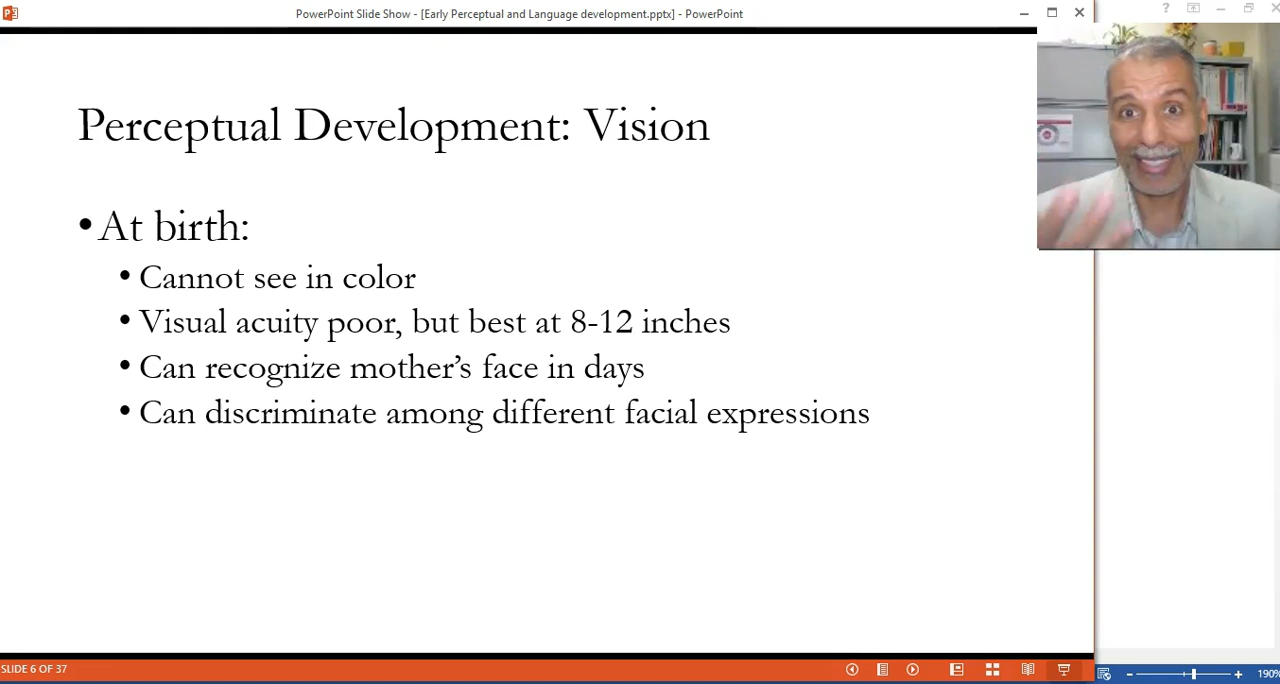 PowerPoint Slide Show - [Early Perceptual and Language development.pptx] - PowerPoint
Perceptual Development: Vision
•At birth:
•Cannot see in color
•Visual acuity poor, but best at 8-12 inches
•Can recognize mother’s face in days
•Can discriminate among different facial expressions
SLIDE 6 OF 37
190%